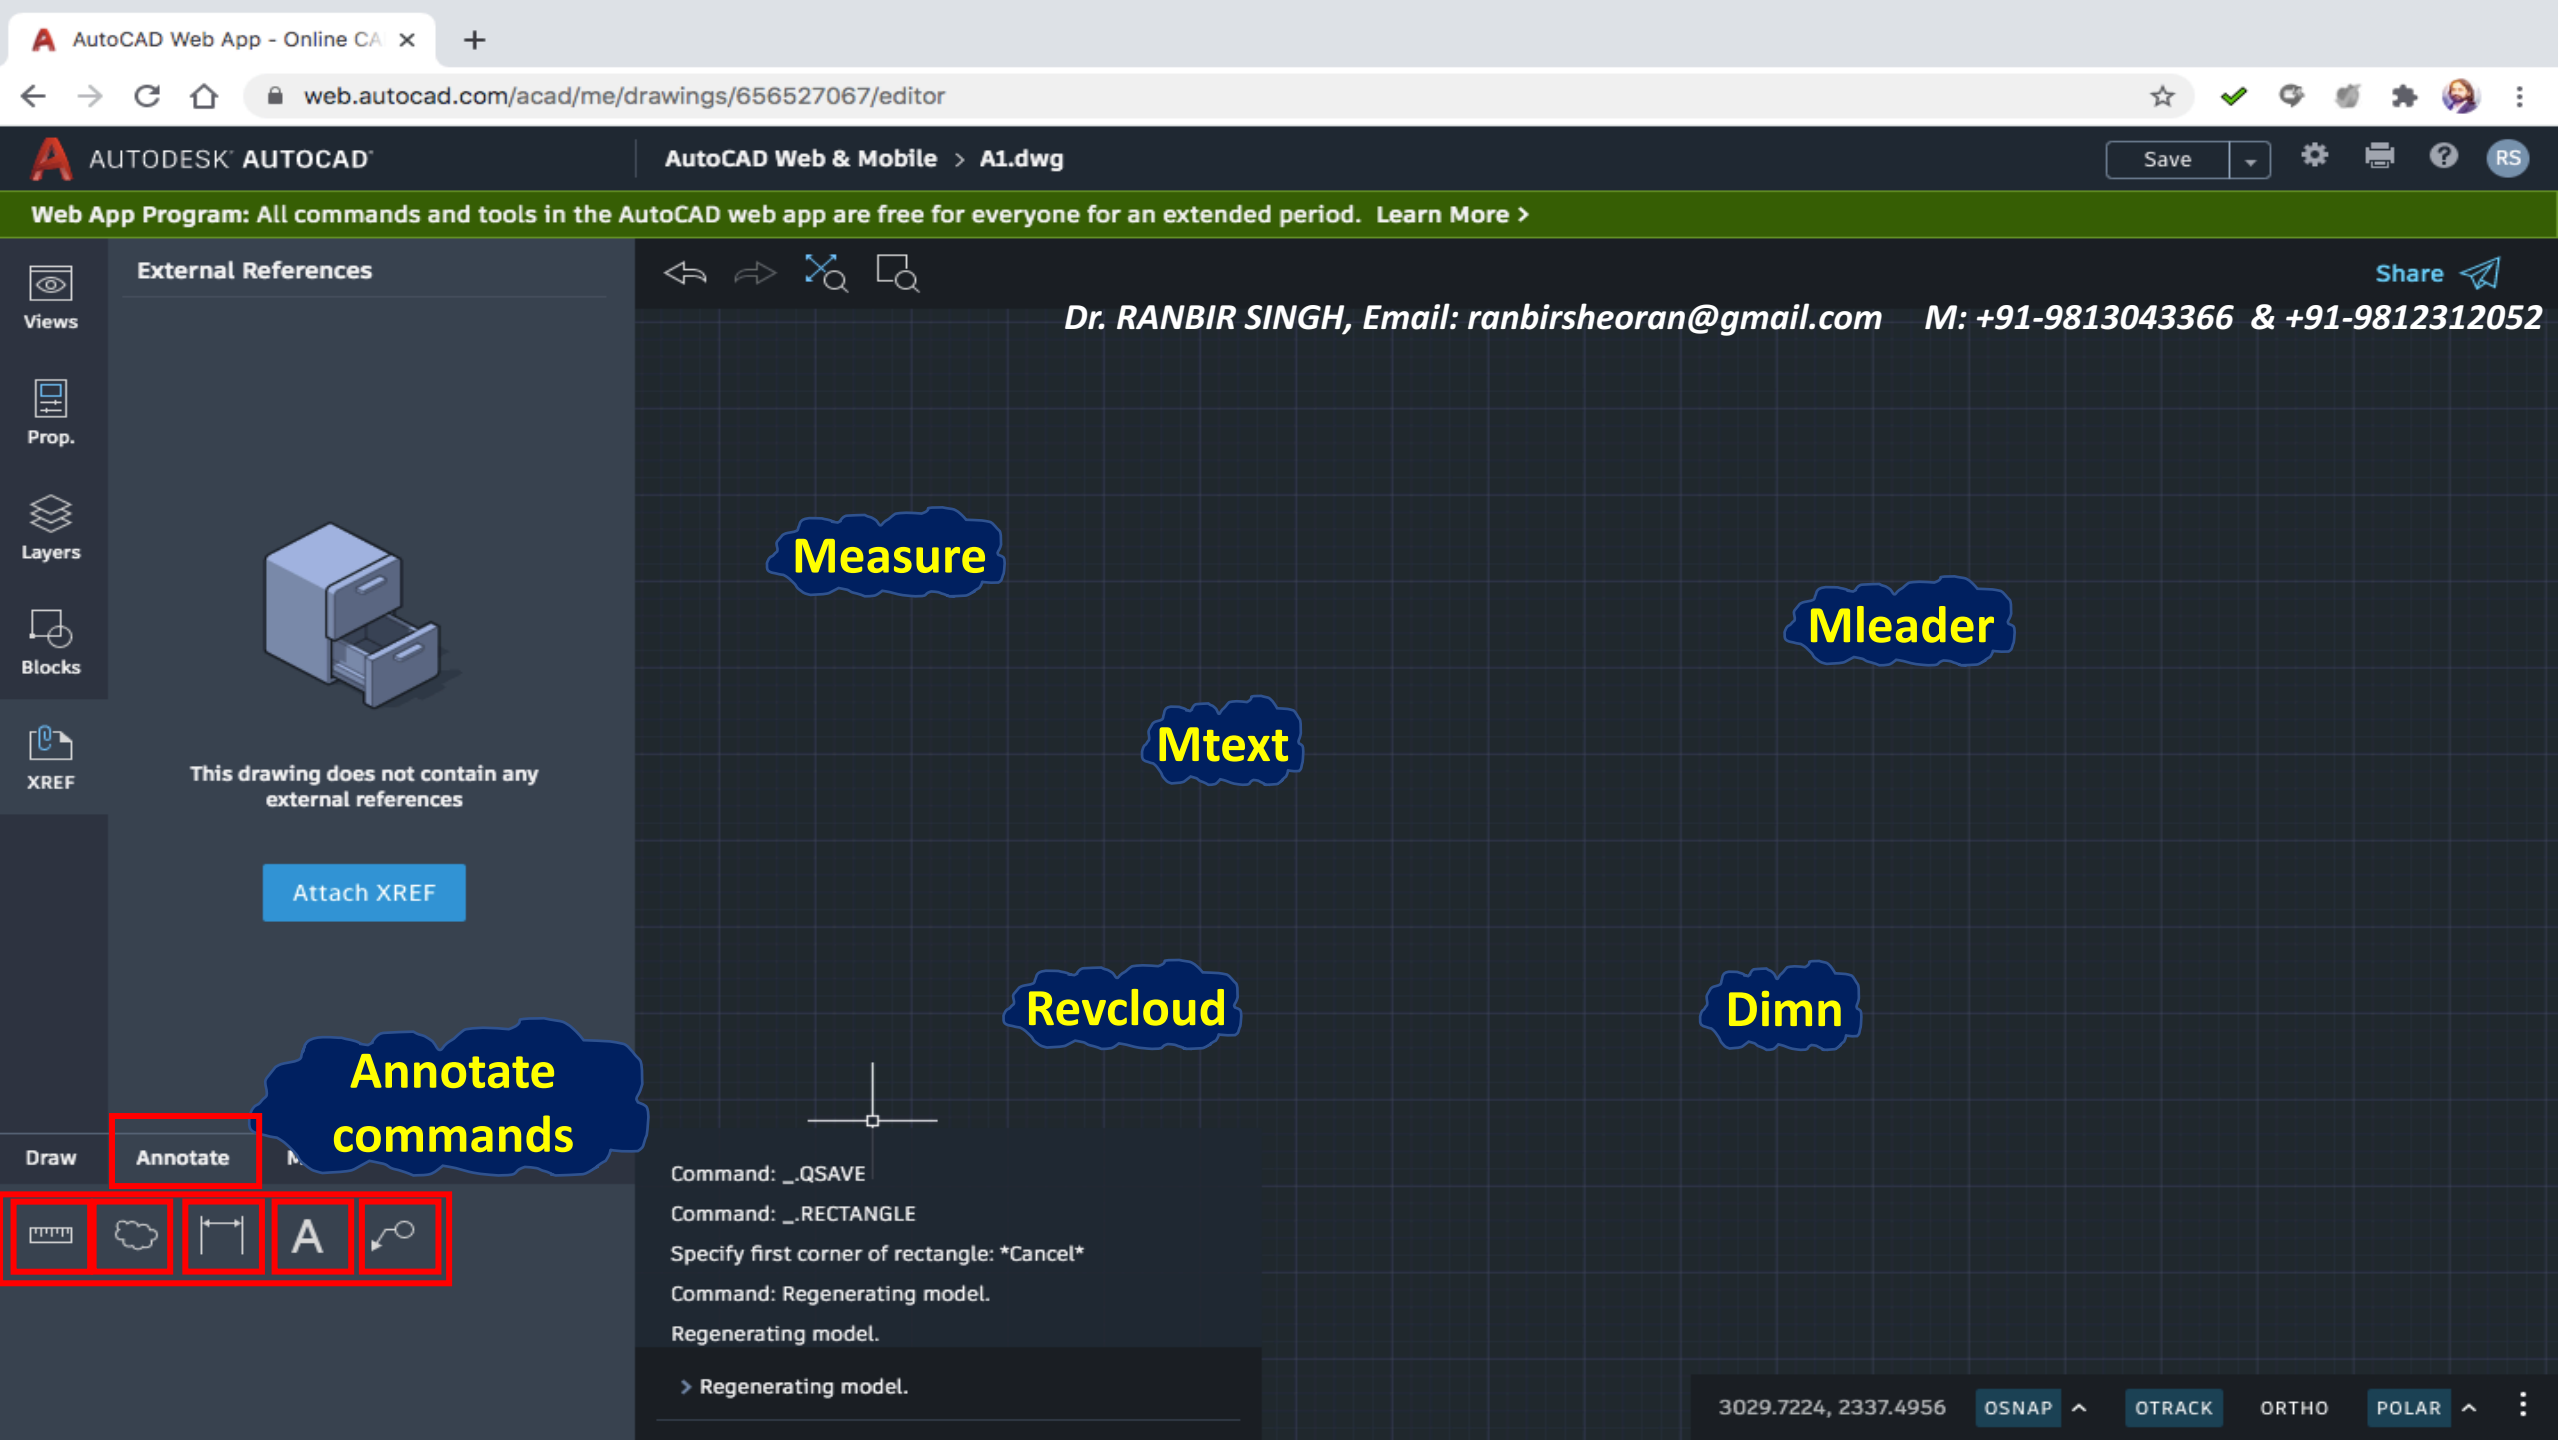 AutoCAD Web App - Online CA
web.autocad.com/acad/me/drawings/656527067/editor
AUTODESK AUTOCAD
AutoCAD Web & Mobile > A1.dwg
Save
RS
Web App Program: All commands and tools in the AutoCAD web app are free for everyone for an extended period. Learn More >
Views
External References
Share
Dr. RANBIR SINGH, Email: ranbirsheoran@gmail.com M: +91-9813043366 & +91-9812312052
Prop.
Layers
Blocks
XREF
This drawing does not contain any
external references
Attach XREF
Measure
Mleader
Mtext
Revcloud
Dimn
Annotate
commands
Draw
Annotate
A
Command: _.QSAVE
Command: _.RECTANGLE
Specify first corner of rectangle: *Cancel*
Command: Regenerating model.
Regenerating model.
> Regenerating model.
3029.7224, 2337.4956
OSNAP
OTRACK
ORTHO
POLAR